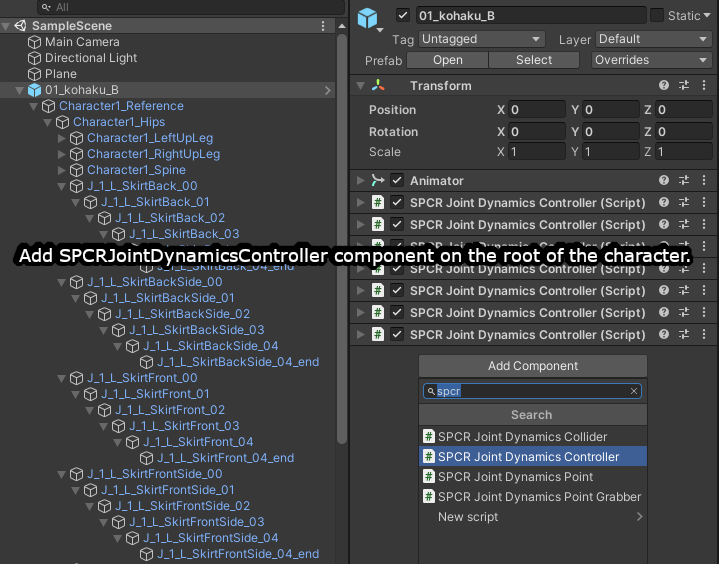 All
SampleScene
Main Camera
Directional Light
Plane
01_kohaku_B
Character1_Reference
Character1_Hips
Character1_LeftUpLeg
Character1_RightUpLeg
Character1_Spine
J_1_L_SkirtBack_00
J_1_L_SkirtBack_01
J_1_L_SkirtBack_02
J_1_L_SkirtBack_03
J_1_L_SkirtBackSide_00
J_1_L_SkirtBackSide_01
J_1_L_SkirtBackSide_02
J_1_L_SkirtBackSide_03
J_1_L_SkirtBackSide_04
J_1_L_SkirtBackSide_04_end
J_1_L_SkirtFront_00
J_1_L_SkirtFront_01
J_1_L_SkirtFront_02
J_1_L_SkirtFront_03
J_1_L_SkirtFront_04
J_1_L_SkirtFront_04_end
J_1_L_SkirtFrontSide_00
J_1_L_SkirtFrontSide_01
J_1_L_SkirtFrontSide_02
J_1_L_SkirtFrontSide_03
J_1_L_SkirtFrontSide_04
J_1_L_SkirtFrontSide_04_end
Add SPCRJointDynamicsController component on the root of the character.
01_kohaku_B Static
Tag Untagged Layer Default
Prefab Open Select Overrides
Transform
Position X 0 Y 0 Z 0
Rotation X 0 Y 0 Z 0
Scale X 1 Y 1 Z 1
Animator
SPCR Joint Dynamics Controller (Script)
SPCR Joint Dynamics Controller (Script)
SPCR Joint Dynamics Controller (Script)
SPCR Joint Dynamics Controller (Script)
SPCR Joint Dynamics Controller (Script)
SPCR Joint Dynamics Controller (Script)
Add Component
spcr
Search
SPCR Joint Dynamics Collider
SPCR Joint Dynamics Controller
SPCR Joint Dynamics Point
SPCR Joint Dynamics Point Grabber
New script